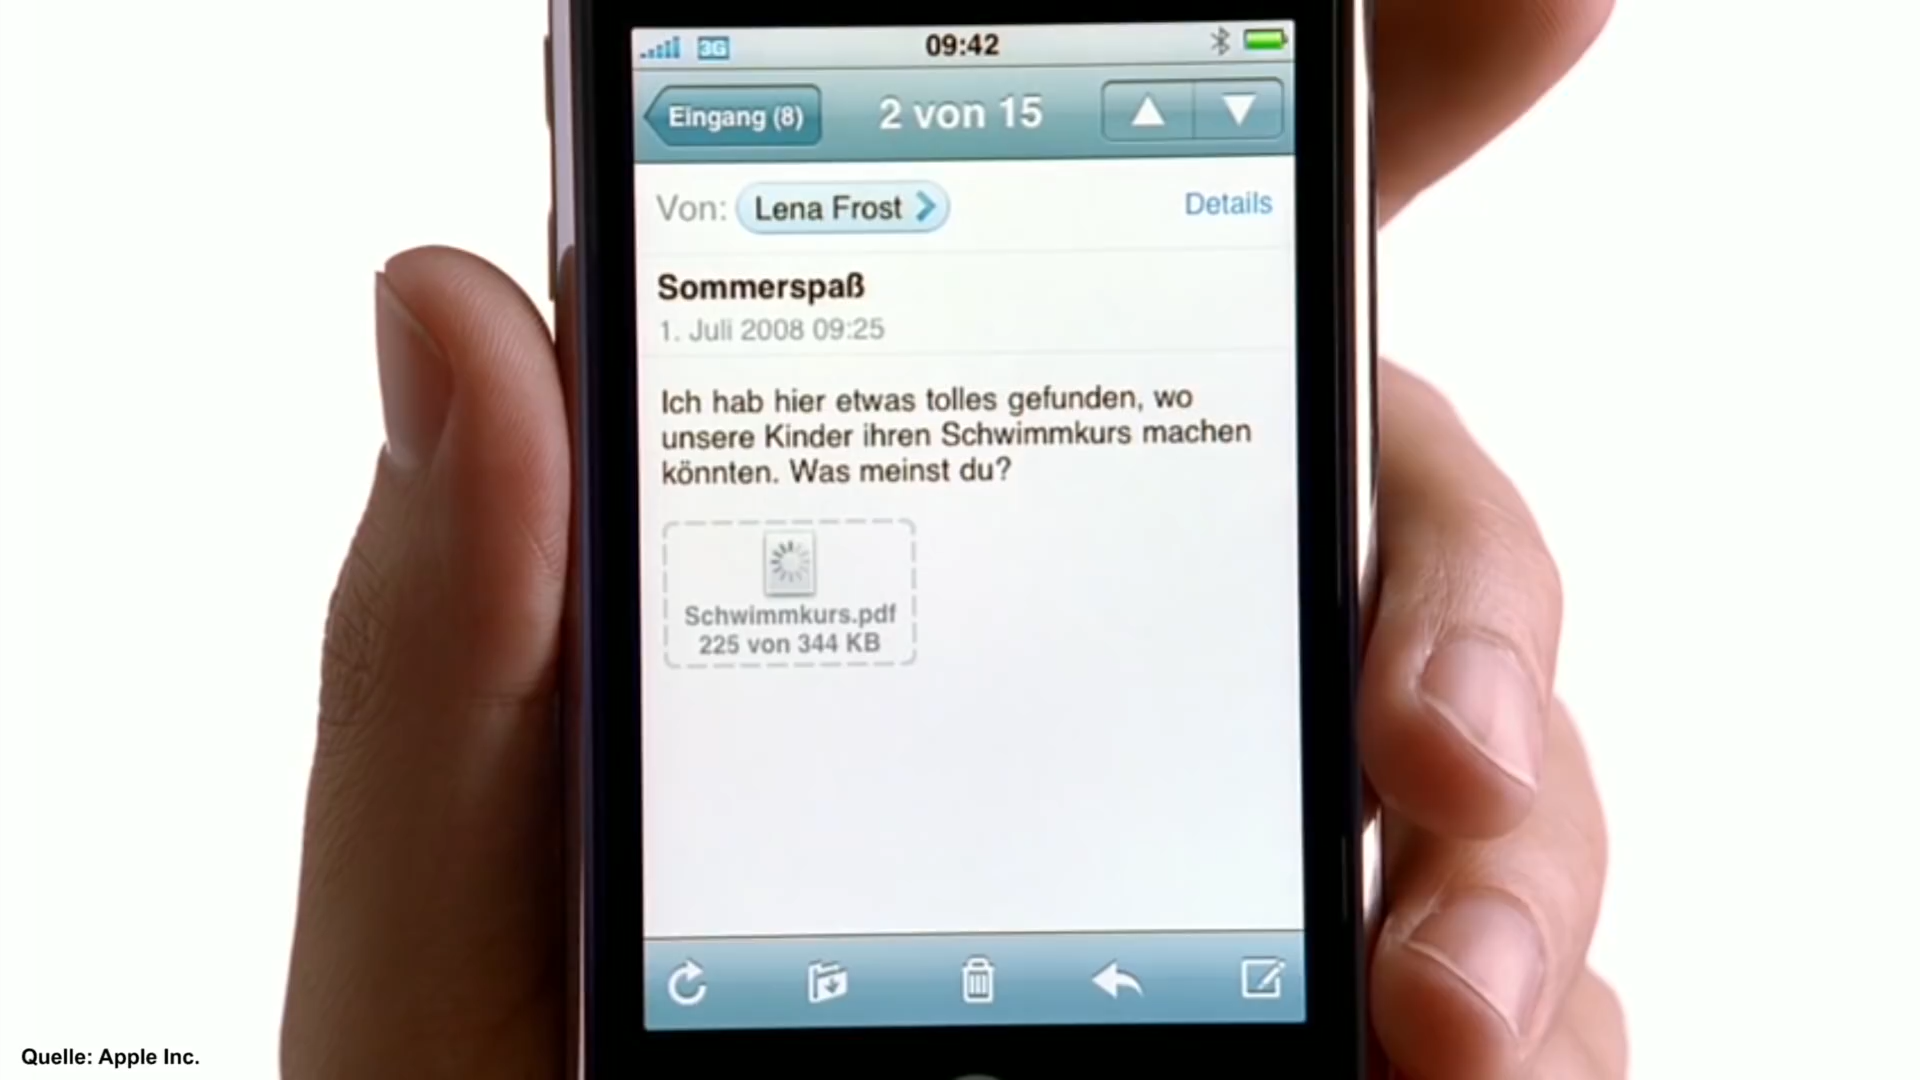 3G
09:42
Eingang (8)
2 von 15
Von: Lena Frost
Details
Sommerspaß
1. Juli 2008 09:25
Ich hab hier etwas tolles gefunden, wo
unsere Kinder ihren Schwimmkurs machen
könnten. Was meinst du?
Schwimmkurs.pdf
225 von 344 KB
Quelle: Apple Inc.